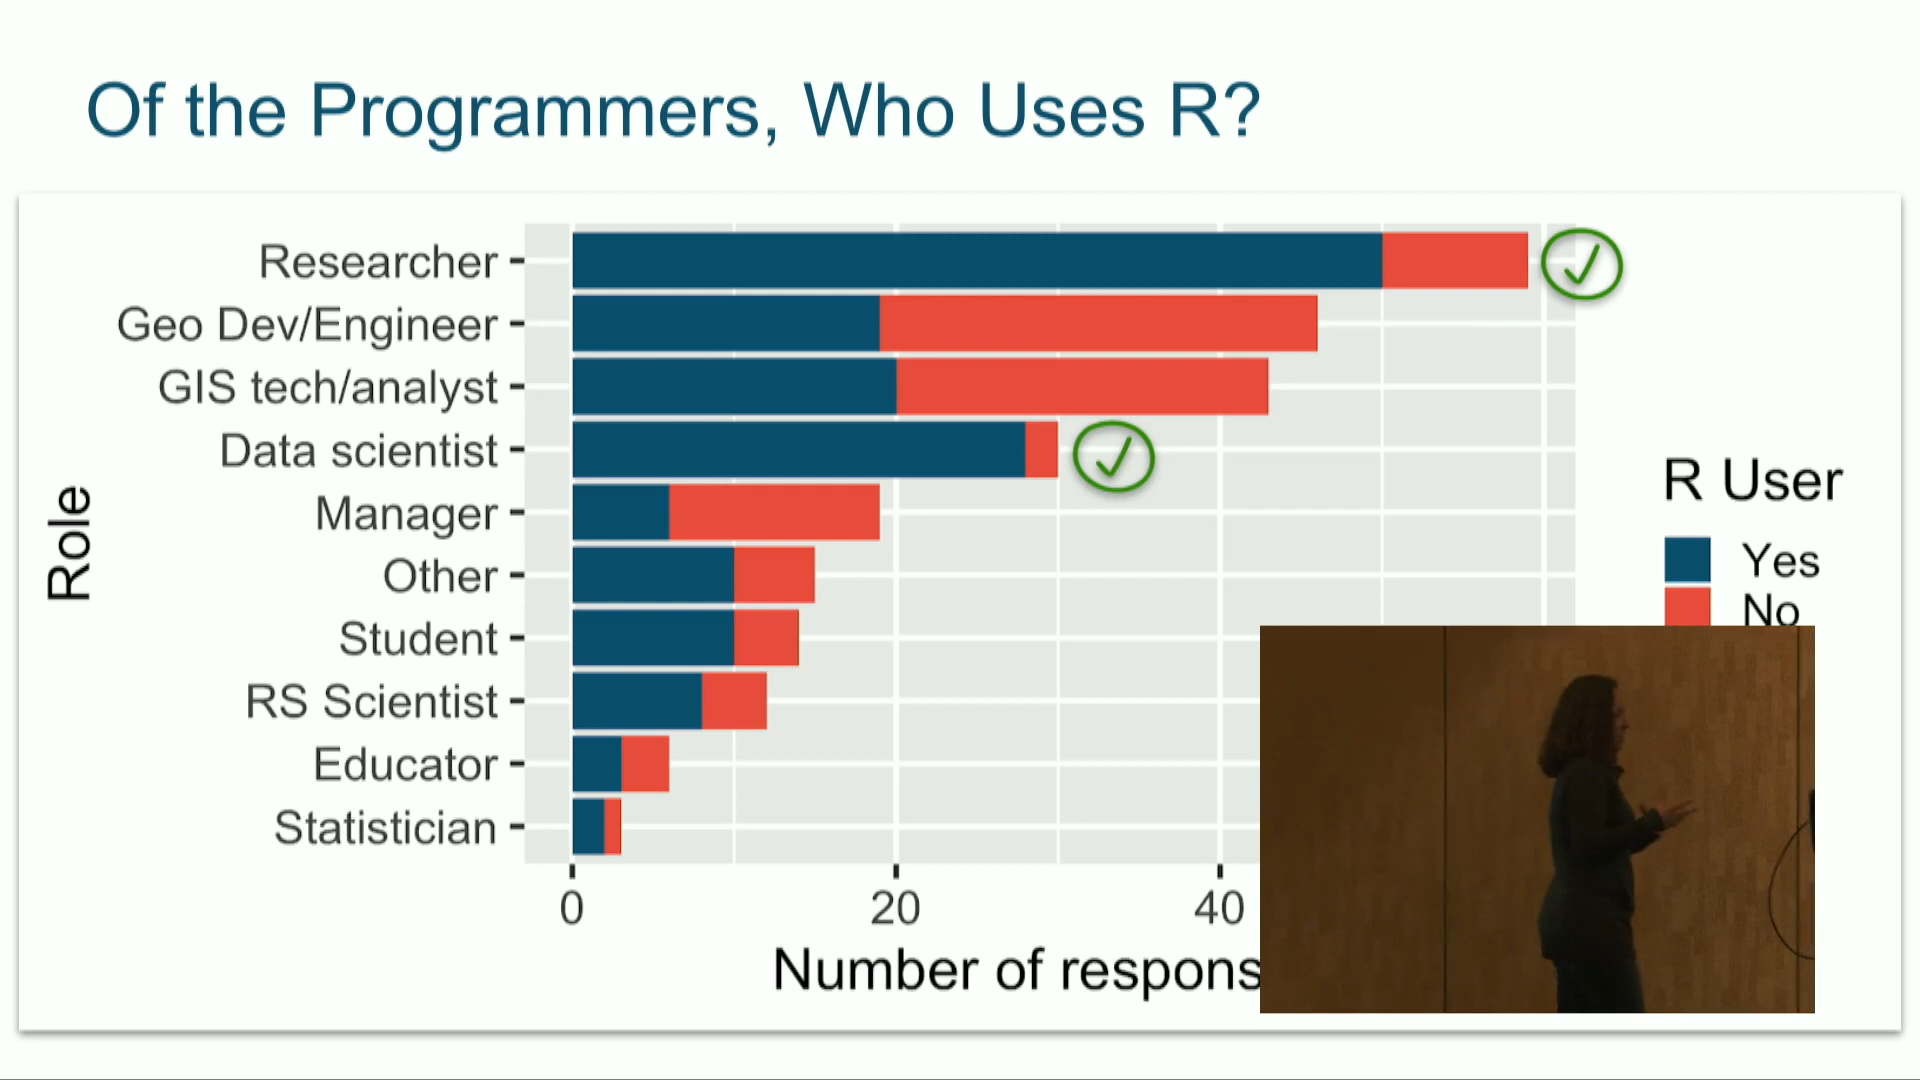 Of the Programmers, Who Uses R?
Researcher
Geo Dev/Engineer
GIS tech/analyst
Data scientist
Manager
Other
Student
RS Scientist
Educator
Statistician
Role
0
20
40
Number of respons
R User
Yes
No